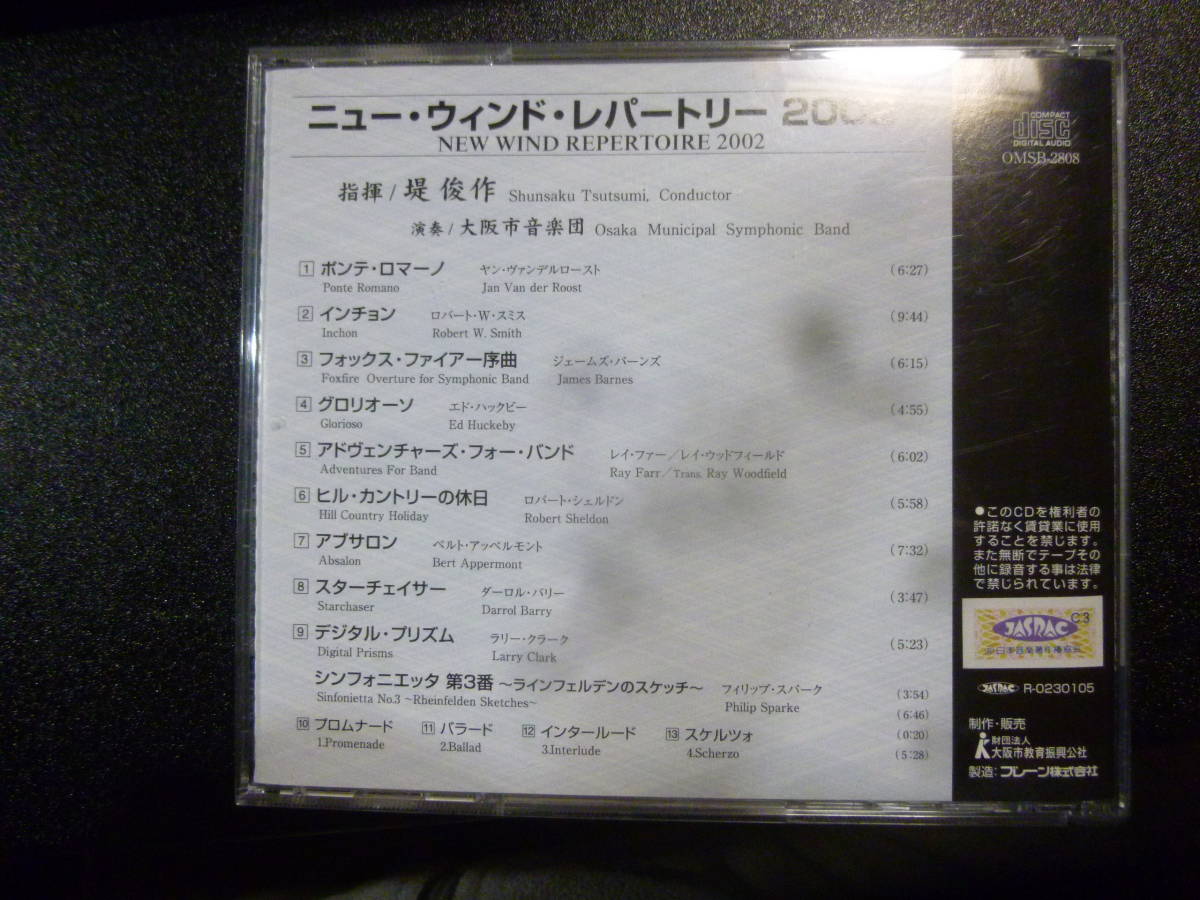 ニュー・ウィンド・レパートリー 2002
NEW WIND REPERTOIRE 2002
指揮/ 堤 俊作 Shunsaku Tsutsumi, Conductor
演奏/ 大阪市音楽団 Osaka Municipal Symphonic Band
1 ポンテ・ロマーノ ヤン・ヴァンデルロースト (6:27)
Ponte Romano Jan Van der Roost
2 インチョン ロバート・W・スミス (9:44)
Inchon Robert W. Smith
3 フォックス・ファイアー序曲 ジェームズ・バーンズ (6:15)
Foxfire Overture for Symphonic Band James Barnes
4 グロリオーソ エド・ハックビー (4:55)
Glorioso Ed Huckeby
5 アドヴェンチャーズ・フォー・バンド レイ・ファー／レイ・ウッドフィールド (6:02)
Adventures For Band Ray Farr／Trans. Ray Woodfield
6 ヒル・カントリーの休日 ロバート・シェルドン (5:58)
Hill Country Holiday Robert Sheldon
7 アブサロン ベルト・アッペルモント (7:32)
Absalon Bert Appermont
8 スターチェイサー ダーロル・バリー (3:47)
Starchaser Darrol Barry
9 デジタル・プリズム ラリー・クラーク (5:23)
Digital Prisms Larry Clark
シンフォニエッタ 第3番 〜ラインフェルデンのスケッチ〜 フィリップ・スパーク (3:54)
Sinfonietta No.3 ~Rheinfelden Sketches~ Philip Sparke
(6:46)
10 プロムナード 11 バラード 12 インタールード 13 スケルツォ (0:20)
1.Promenade 2.Ballad 3.Interlude 4.Scherzo (5:28)
COMPACT
disc
DIGITAL AUDIO
OMSB-2808
●このCDを権利者の
許諾なく賃貸業に使用
することを禁じます。
また無断でテープその
他に録音する事は法律
で禁じられています。
C3
JASRAC
JASRAC R-0230105
制作・販売
財団法人
大阪市教育振興公社
製造：ブレーン株式会社